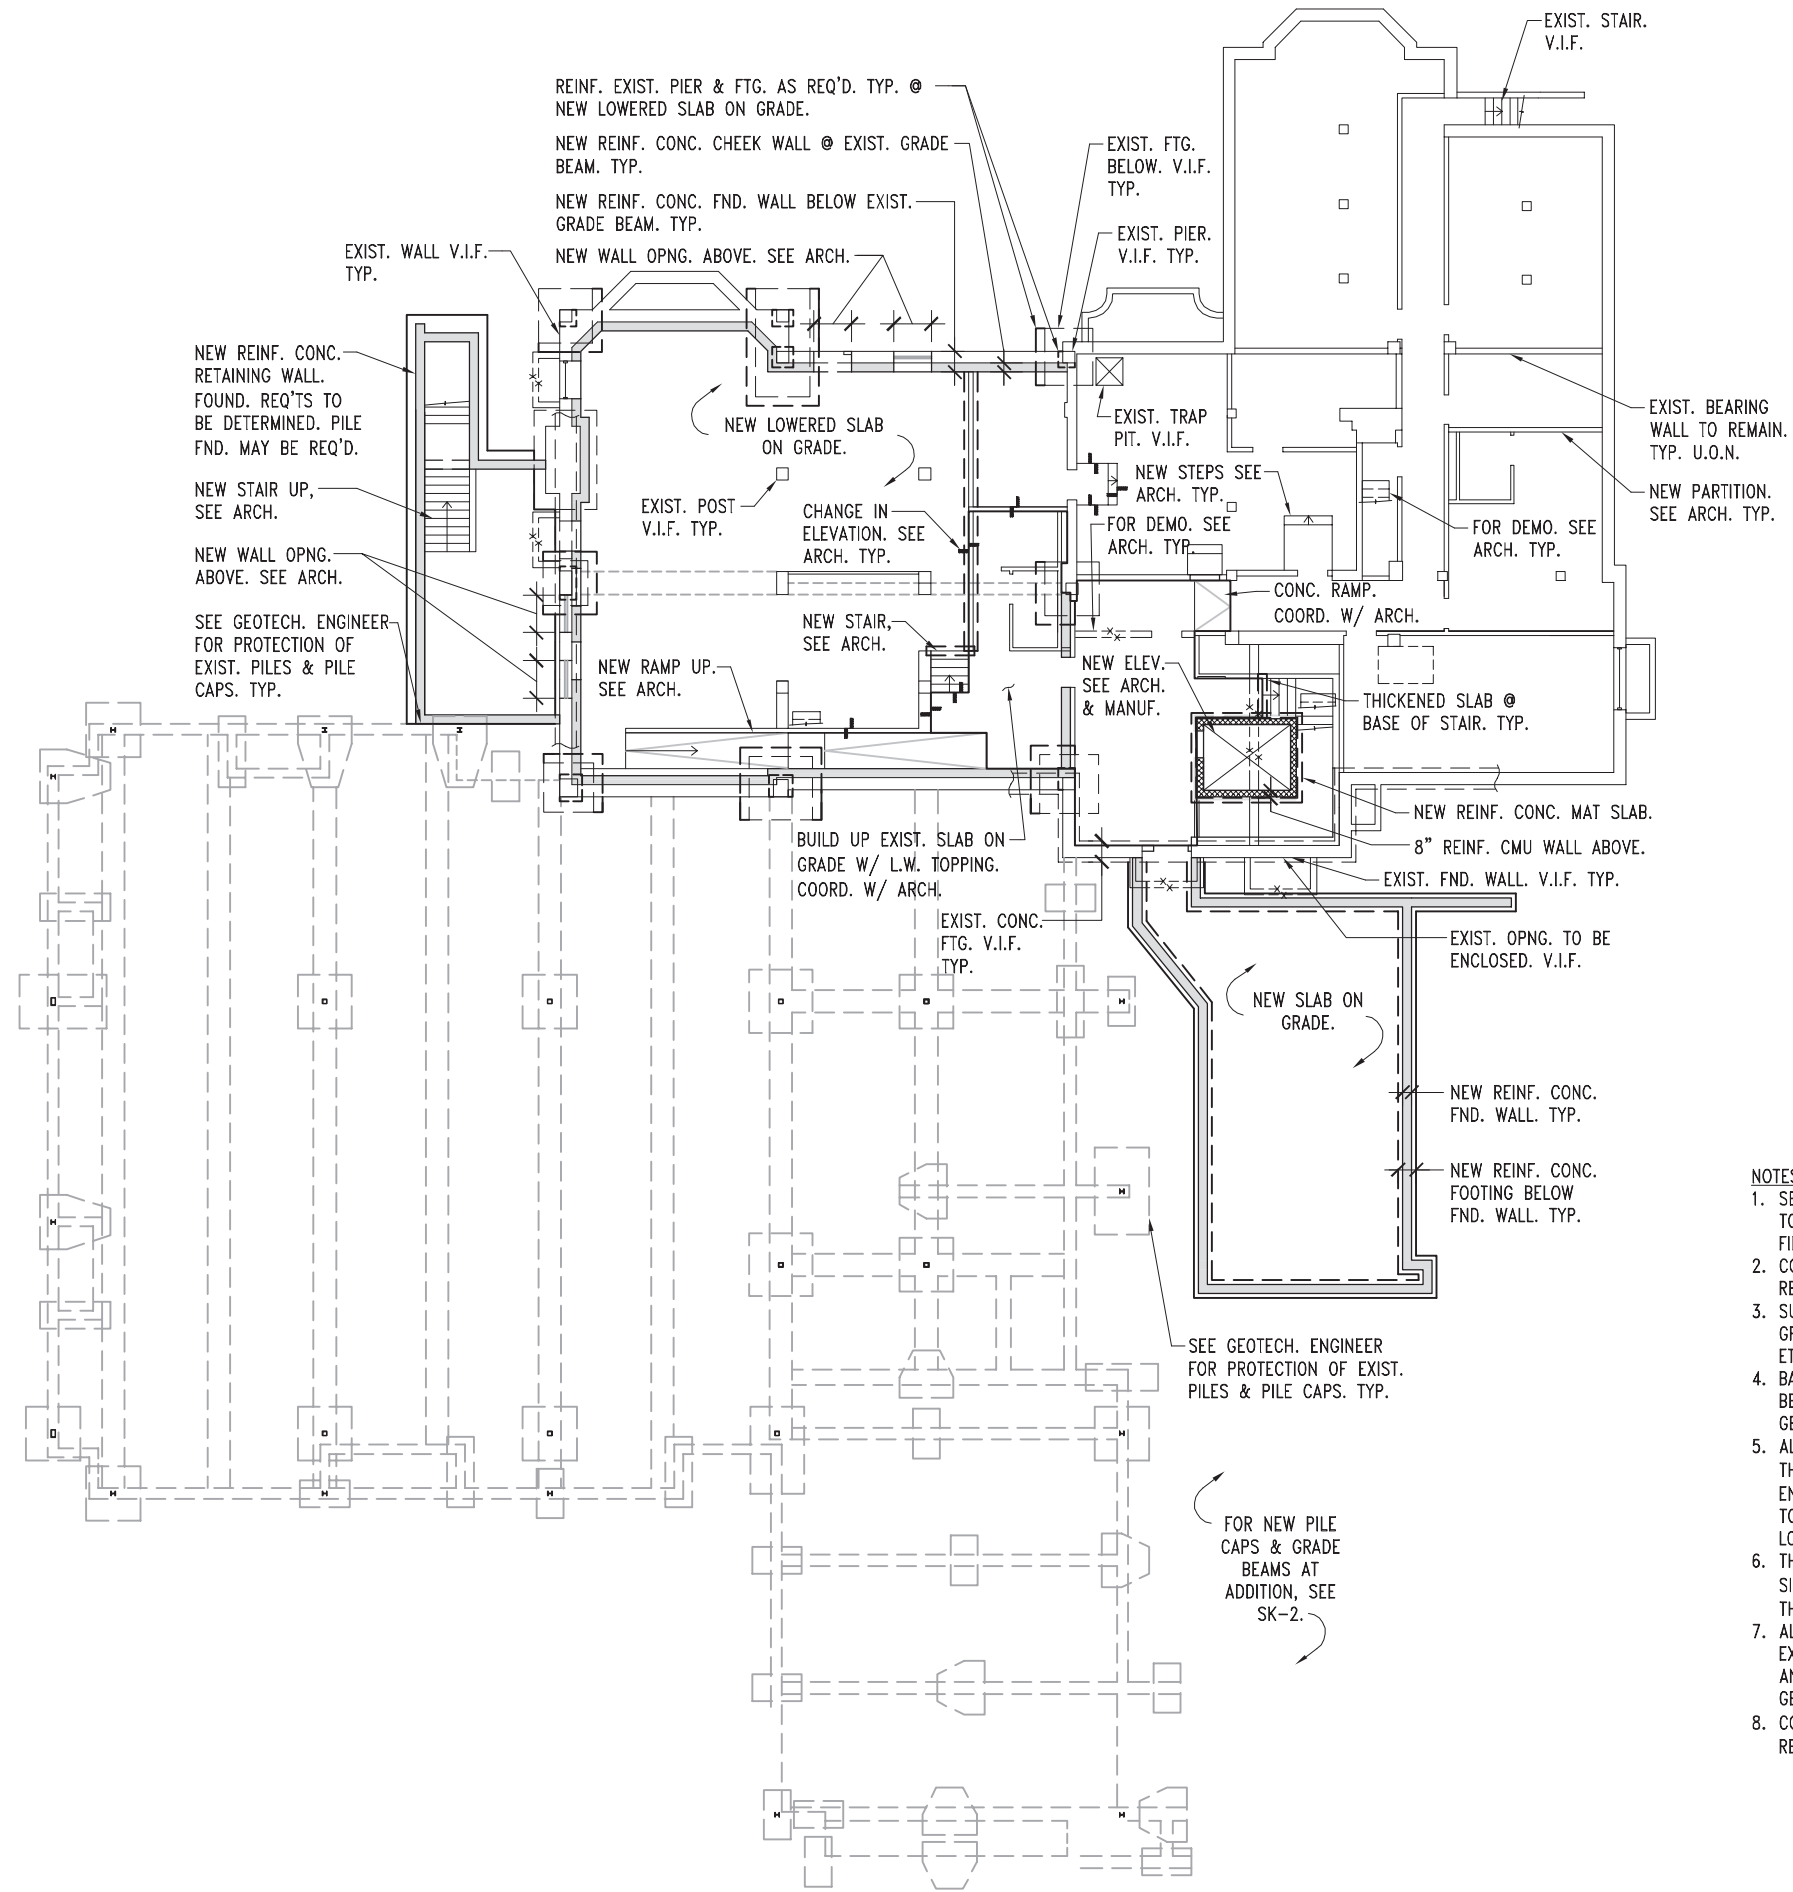 EXIST. STAIR.
V.I.F.
REINF. EXIST. PIER & FTG. AS REQ'D. TYP. @
NEW LOWERED SLAB ON GRADE.
NEW REINF. CONC. CHEEK WALL @ EXIST. GRADE
BEAM. TYP.
NEW REINF. CONC. FND. WALL BELOW EXIST.
GRADE BEAM. TYP.
NEW WALL OPNG. ABOVE. SEE ARCH.
EXIST. WALL V.I.F.
TYP.
EXIST. FTG.
BELOW. V.I.F.
TYP.
EXIST. PIER.
V.I.F. TYP.
NEW REINF. CONC.
RETAINING WALL.
FOUND. REQ'TS TO
BE DETERMINED. PILE
FND. MAY BE REQ'D.
NEW STAIR UP,
SEE ARCH.
NEW WALL OPNG.
ABOVE. SEE ARCH.
SEE GEOTECH. ENGINEER
FOR PROTECTION OF
EXIST. PILES & PILE
CAPS. TYP.
NEW LOWERED SLAB
ON GRADE.
EXIST. POST
V.I.F. TYP.
CHANGE IN
ELEVATION. SEE
ARCH. TYP.
NEW STAIR,
SEE ARCH.
NEW RAMP UP.
SEE ARCH.
EXIST. TRAP
PIT. V.I.F.
NEW STEPS SEE
ARCH. TYP.
FOR DEMO. SEE
ARCH. TYP.
FOR DEMO. SEE
ARCH. TYP.
EXIST. BEARING
WALL TO REMAIN.
TYP. U.O.N.
NEW PARTITION.
SEE ARCH. TYP.
CONC. RAMP.
COORD. W/ ARCH.
NEW ELEV.
SEE ARCH.
& MANUF.
THICKENED SLAB @
BASE OF STAIR. TYP.
NEW REINF. CONC. MAT SLAB.
8" REINF. CMU WALL ABOVE.
EXIST. FND. WALL. V.I.F. TYP.
BUILD UP EXIST. SLAB ON
GRADE W/ L.W. TOPPING.
COORD. W/ ARCH.
EXIST. CONC.
FTG. V.I.F.
TYP.
EXIST. OPNG. TO BE
ENCLOSED. V.I.F.
NEW SLAB ON
GRADE.
NEW REINF. CONC.
FND. WALL. TYP.
NEW REINF. CONC.
FOOTING BELOW
FND. WALL. TYP.
SEE GEOTECH. ENGINEER
FOR PROTECTION OF EXIST.
PILES & PILE CAPS. TYP.
FOR NEW PILE
CAPS & GRADE
BEAMS AT
ADDITION, SEE
SK-2.
NOTES
1.
2.
3.
4.
5.
6.
7.
8.